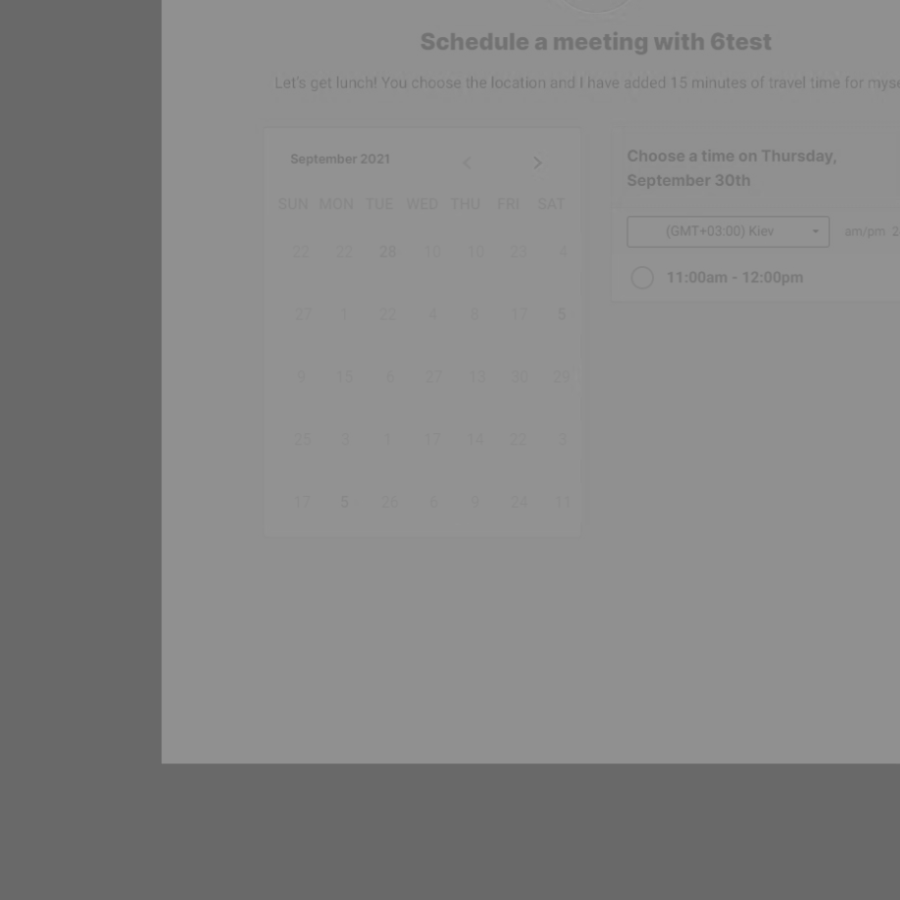 Schedule a meeting with 6test
Let's get lunch! You choose the location and I have added 15 minutes of travel time for myse
September 2021
SUN MON TUE WED THU FRI SAT
22 22 28 10 10 23 4
27 1 22 4 8 17 5
9 15 6 27 13 30 29
25 3 1 17 14 22 3
17 5 26 6 9 24 11
Choose a time on Thursday,
September 30th
(GMT+03:00) Kiev
am/pm 2
11:00am - 12:00pm